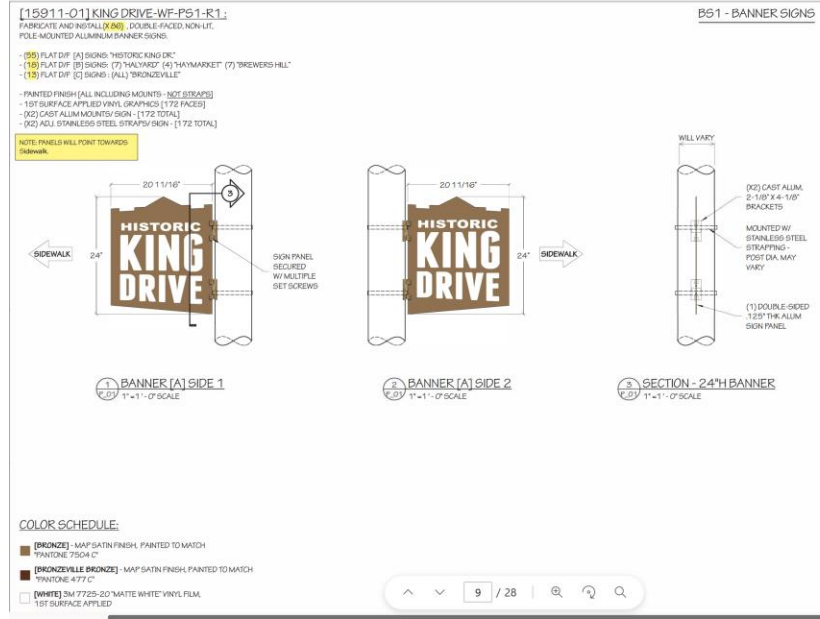 [15911-01] KING DRIVE-WF-PS1-R1 :
BS1 - BANNER SIGNS
FABRICATE AND INSTALL (X 86) , DOUBLE-FACED, NON-LIT,
POLE-MOUNTED ALUMINUM BANNER SIGNS.
- (55) FLAT D/F [A] SIGNS: "HISTORIC KING DR."
- (18) FLAT D/F [B] SIGNS: (7) "HALYARD" (4) "HAYMARKET" (7) "BREWERS HILL"
- (13) FLAT D/F [C] SIGNS : (ALL) "BRONZEVILLE"
- PAINTED FINISH [ALL INCLUDING MOUNTS - NOT STRAPS]
- 1ST SURFACE APPLIED VINYL GRAPHICS [172 FACES]
- (X2) CAST ALUM MOUNTS/ SIGN - [172 TOTAL]
- (X2) ADJ. STAINLESS STEEL STRAPS/ SIGN - [172 TOTAL]
NOTE: PANELS WILL POINT TOWARDS
Sidewalk.
20 11/16"
3
SIDEWALK
24"
HISTORIC
KING
DRIVE
SIGN PANEL
SECURED
W/ MULTIPLE
SET SCREWS
20 11/16"
HISTORIC
KING
DRIVE
24"
SIDEWALK
WILL VARY
(X2) CAST ALUM,
2-1/8" X 4-1/8"
BRACKETS
MOUNTED W/
STAINLESS STEEL
STRAPPING -
POST DIA. MAY
VARY
(1) DOUBLE-SIDED
.125" THK ALUM
SIGN PANEL
1 BANNER [A] SIDE 1
P_01 1"=1'-0" SCALE
2 BANNER [A] SIDE 2
P_01 1"=1'-0" SCALE
3 SECTION - 24"H BANNER
P_01 1"=1'-0" SCALE
COLOR SCHEDULE:
[BRONZE] - MAP SATIN FINISH, PAINTED TO MATCH
"PANTONE 7504 C"
[BRONZEVILLE BRONZE] - MAP SATIN FINISH, PAINTED TO MATCH
"PANTONE 477 C"
[WHITE] 3M 7725-20 "MATTE WHITE" VINYL FILM,
1ST SURFACE APPLIED
9 / 28